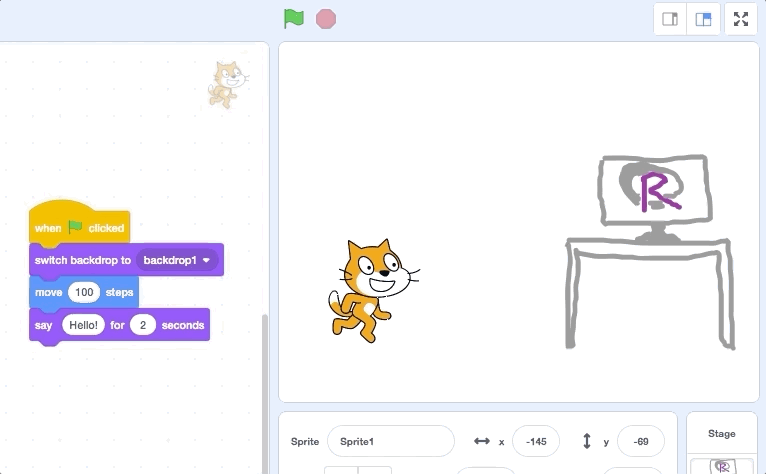 when clicked
switch backdrop to backdrop1
move 100 steps
say Hello! for 2 seconds
R
Sprite Sprite1 x -145 y -69
Stage
R